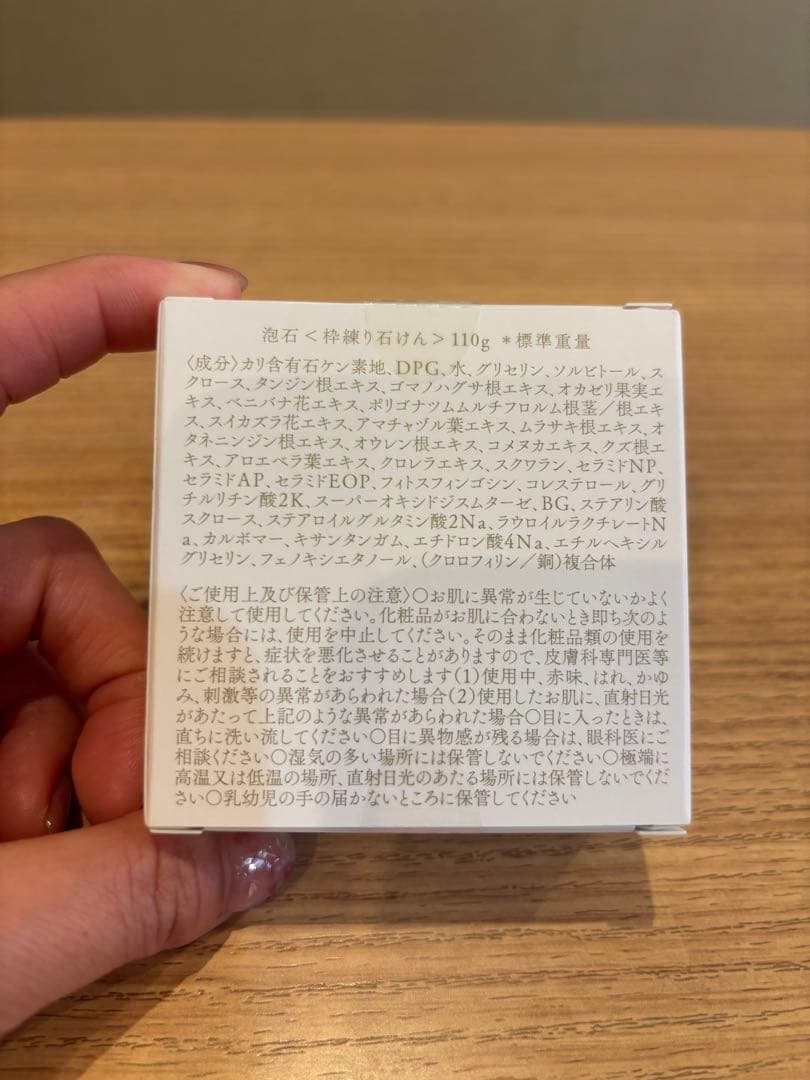 泡石＜枠練り石けん＞110g ＊標準重量
〈成分〉カリ含有石ケン素地、DPG、水、グリセリン、ソルビトール、ス
クロース、タンジン根エキス、ゴマノハグサ根エキス、オカゼリ果実エ
キス、ベニバナ花エキス、ポリゴナツムムルチフロルム根茎／根エキ
ス、スイカズラ花エキス、アマチャヅル葉エキス、ムラサキ根エキス、オ
タネニンジン根エキス、オウレン根エキス、コメヌカエキス、クズ根エ
キス、アロエベラ葉エキス、クロレラエキス、スクワラン、セラミドNP、
セラミドAP、セラミドEOP、フィトスフィンゴシン、コレステロール、グリ
チルリチン酸2K、スーパーオキシドジスムターゼ、BG、ステアリン酸
スクロース、ステアロイルグルタミン酸2Na、ラウロイルラクチレートN
a、カルボマー、キサンタンガム、エチドロン酸4Na、エチルヘキシル
グリセリン、フェノキシエタノール、（クロロフィリン／銅）複合体
〈ご使用上及び保管上の注意〉〇お肌に異常が生じていないかよく
注意して使用してください。化粧品がお肌に合わないとき即ち次のよ
うな場合には、使用を中止してください。そのまま化粧品類の使用を
続けますと、症状を悪化させることがありますので、皮膚科専門医等
にご相談されることをおすすめします(1)使用中、赤味、はれ、かゆ
み、刺激等の異常があらわれた場合(2)使用したお肌に、直射日光
があたって上記のような異常があらわれた場合〇目に入ったときは、
直ちに洗い流してください〇目に異物感が残る場合は、眼科医にご
相談ください〇湿気の多い場所には保管しないでください〇極端に
高温又は低温の場所、直射日光のあたる場所には保管しないでくだ
さい〇乳幼児の手の届かないところに保管してください